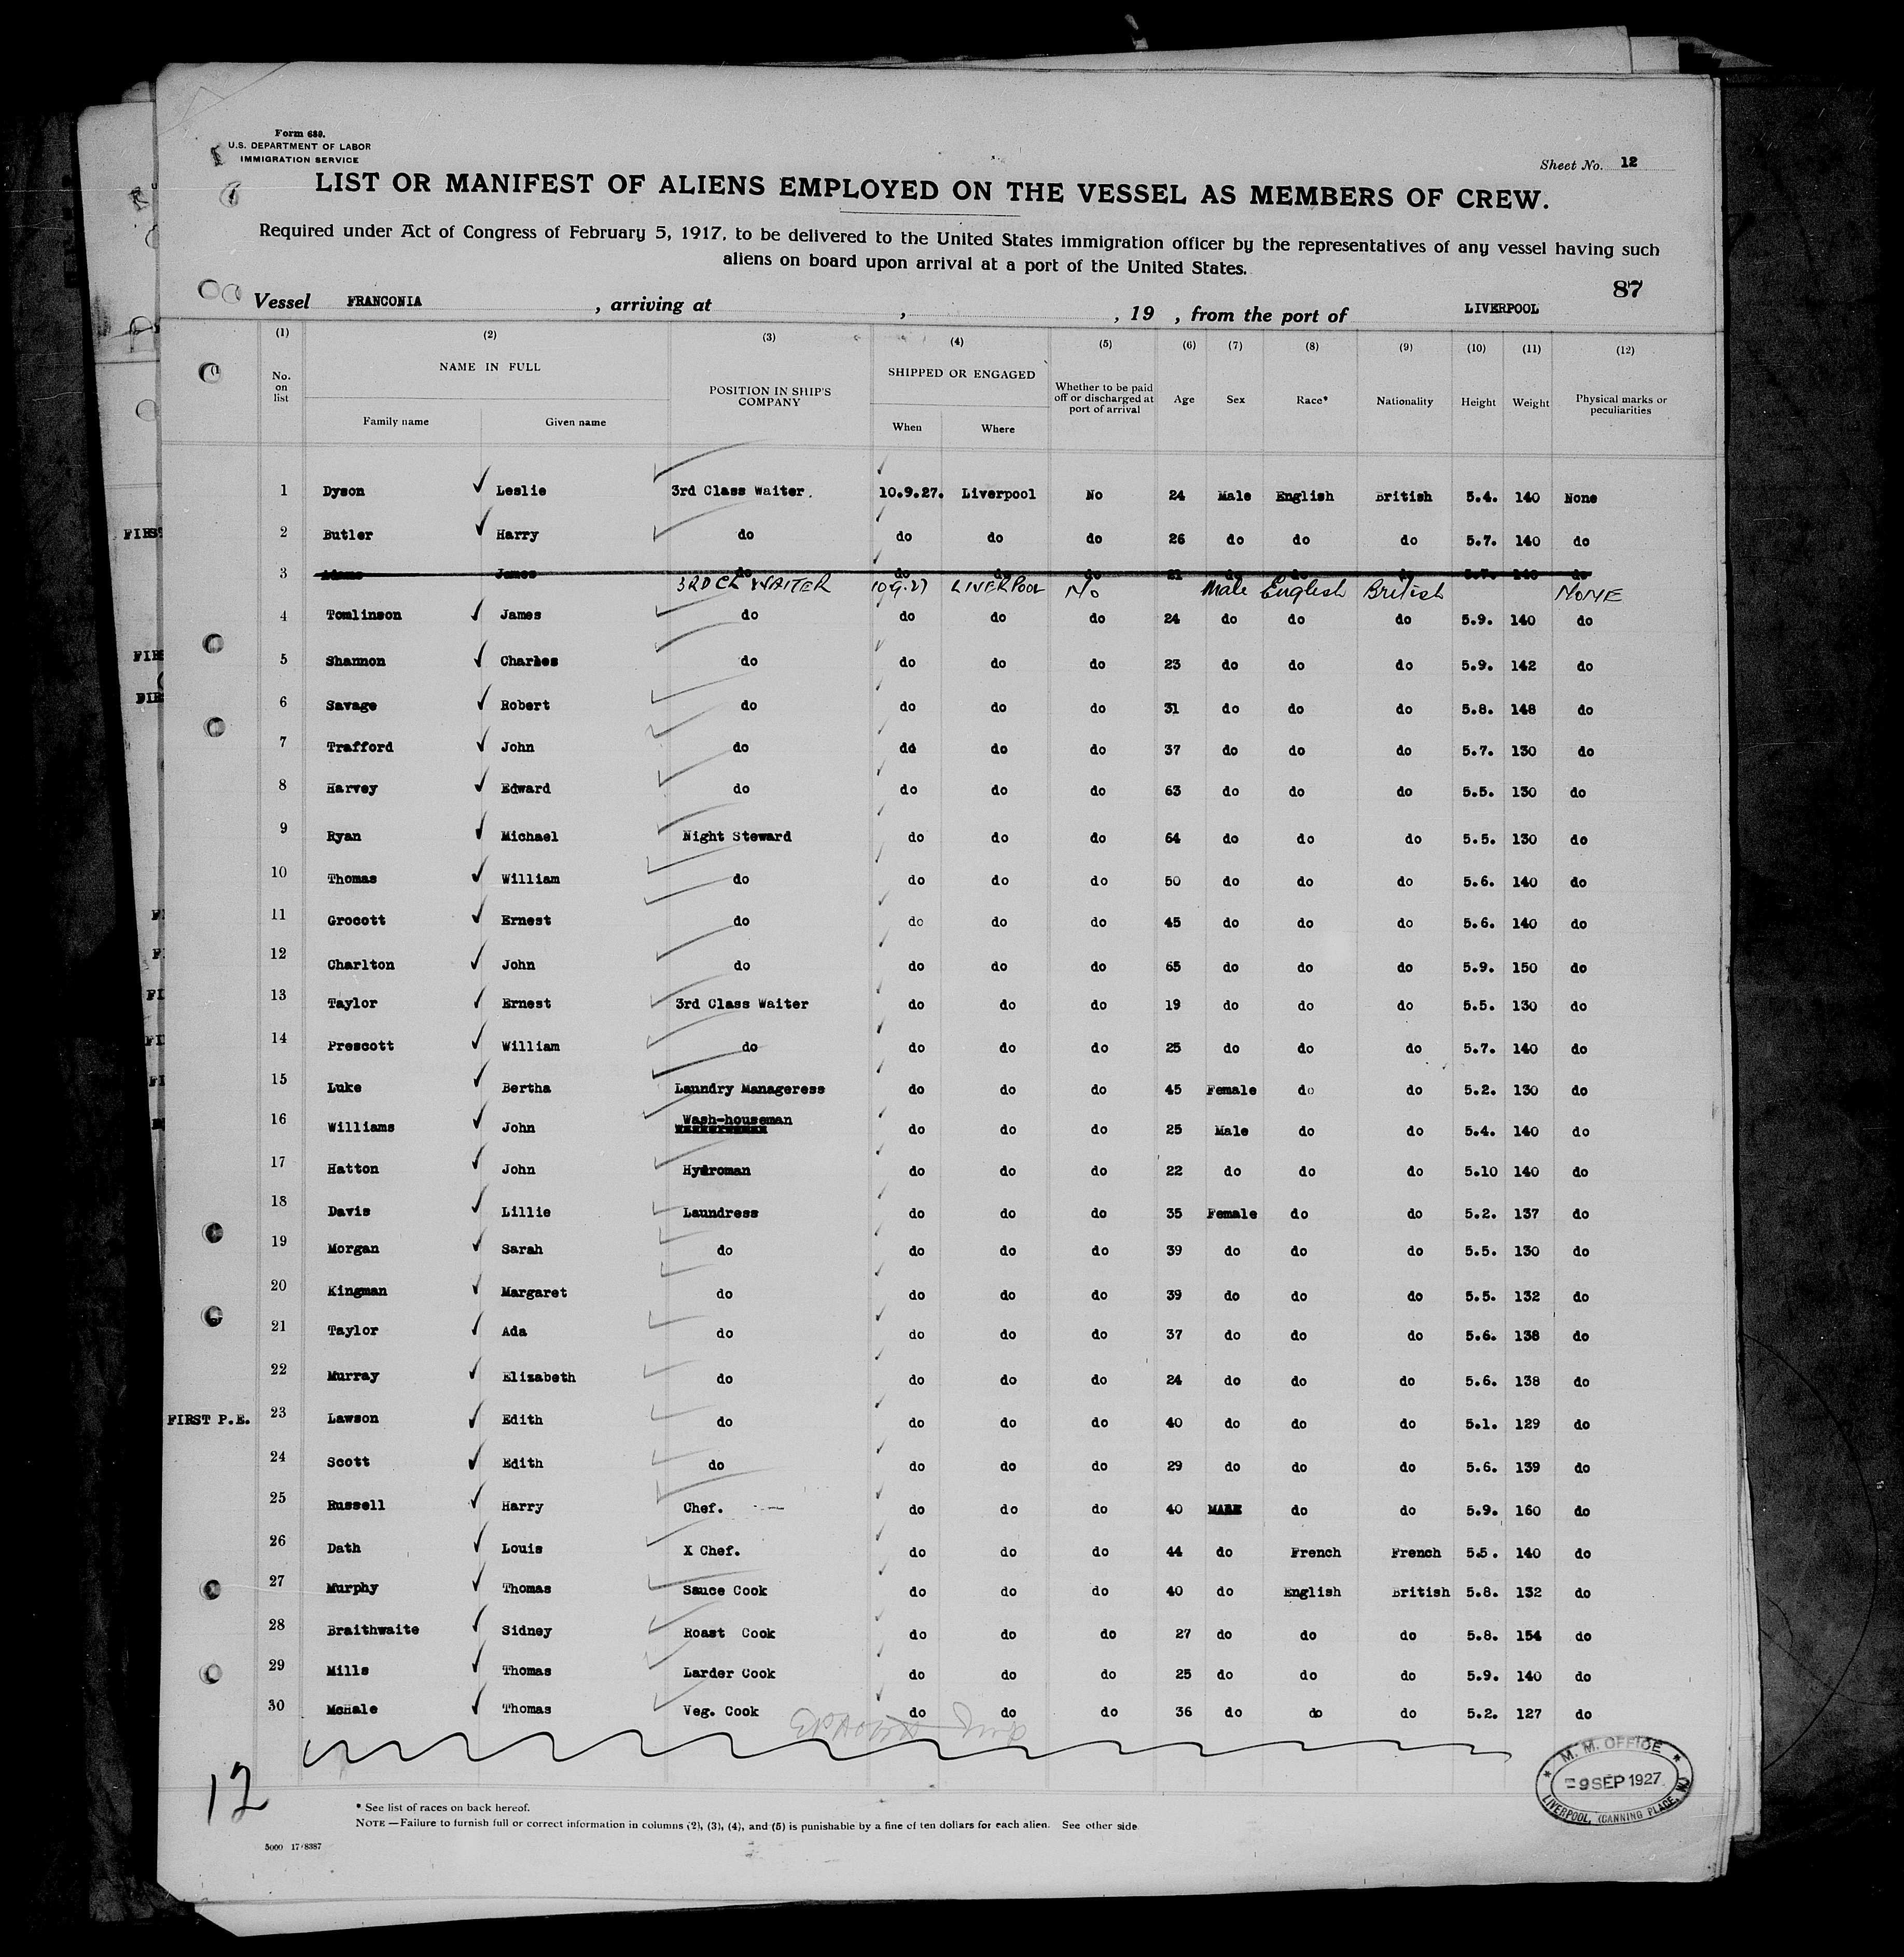 Form 689.
U.S. DEPARTMENT OF LABOR
IMMIGRATION SERVICE
Sheet No. 12
LIST OR MANIFEST OF ALIENS EMPLOYED ON THE VESSEL AS MEMBERS OF CREW.
Required under Act of Congress of February 5, 1917, to be delivered to the United States immigration officer by the representatives of any vessel having such
aliens on board upon arrival at a port of the United States.
87
Vessel FRANCONIA , arriving at , , 19 , from the port of LIVERPOOL
(1) (2) (3) (4) (5) (6) (7) (8) (9) (10) (11) (12)
No. on list NAME IN FULL Family name Given name POSITION IN SHIP'S COMPANY SHIPPED OR ENGAGED When Where Whether to be paid off or discharged at port of arrival Age Sex Race* Nationality Height Weight Physical marks or peculiarities
1 Dyson Leslie 3rd Class Waiter. 10.9.27. Liverpool No 24 Male English British 5.4. 140 None
2 Butler Harry do do do do 26 do do do 5.7. 140 do
3 Adams James do do do do 21 do do do 5.7. 140 do
3RD CL WAITER 10.9.27 LIVERPOOL No Male English British NONE
4 Tomlinson James do do do do 24 do do do 5.9. 140 do
5 Shannon Charles do do do do 23 do do do 5.9. 142 do
6 Savage Robert do do do do 31 do do do 5.8. 148 do
7 Trafford John do do do do 37 do do do 5.7. 130 do
8 Harvey Edward do do do do 63 do do do 5.5. 130 do
9 Ryan Michael Night Steward do do do 64 do do do 5.5. 130 do
10 Thomas William do do do do 50 do do do 5.6. 140 do
11 Grocott Ernest do do do do 45 do do do 5.6. 140 do
12 Charlton John do do do do 65 do do do 5.9. 150 do
13 Taylor Ernest 3rd Class Waiter do do do 19 do do do 5.5. 130 do
14 Prescott William do do do do 25 do do do 5.7. 140 do
15 Luke Bertha Laundry Manageress do do do 45 Female do do 5.2. 130 do
16 Williams John Wash-houseman do do do 25 Male do do 5.4. 140 do
17 Hatton John Hydroman do do do 22 do do do 5.10 140 do
18 Davis Lillie Laundress do do do 35 Female do do 5.2. 137 do
19 Morgan Sarah do do do do 39 do do do 5.5. 130 do
20 Kingman Margaret do do do do 39 do do do 5.5. 132 do
21 Taylor Ada do do do do 37 do do do 5.6. 138 do
22 Murray Elizabeth do do do do 24 do do do 5.6. 138 do
FIRST P.E. 23 Lawson Edith do do do do 40 do do do 5.1. 129 do
24 Scott Edith do do do do 29 do do do 5.6. 139 do
25 Russell Harry Chef. do do do 40 MALE do do 5.9. 160 do
26 Dath Louis X Chef. do do do 44 do French French 5.5. 140 do
27 Murphy Thomas Sauce Cook do do do 40 do English British 5.8. 132 do
28 Braithwaite Sidney Roast Cook do do do 27 do do do 5.8. 154 do
29 Mills Thomas Larder Cook do do do 25 do do do 5.9. 140 do
30 McHale Thomas Veg. Cook do do do 36 do do do 5.2. 127 do
12
* M. M. OFFICE *
9 SEP 1927
LIVERPOOL, (CANNING PLACE, NO
* See list of races on back hereof.
NOTE.—Failure to furnish full or correct information in columns (2), (3), (4), and (5) is punishable by a fine of ten dollars for each alien. See other side
5000 17/8387